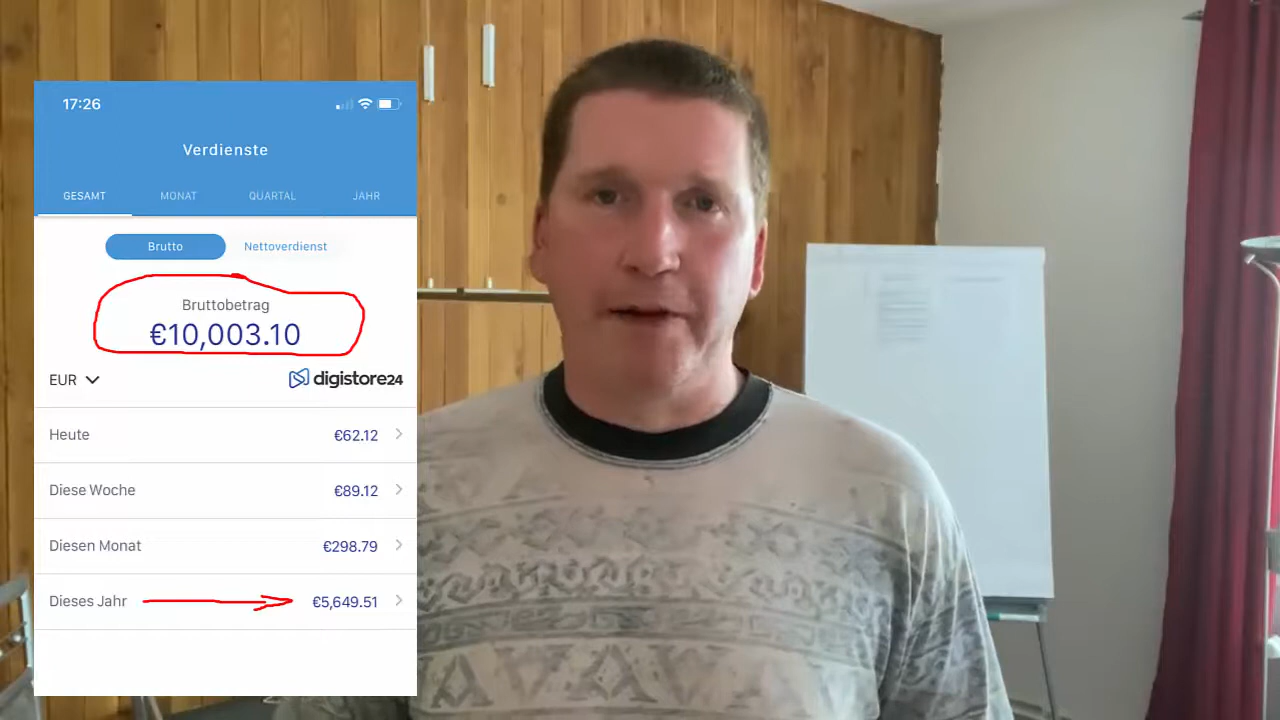 17:26
Verdienste
GESAMT MONAT QUARTAL JAHR
Brutto Nettoverdienst
Bruttobetrag
€10,003.10
EUR digistore24
Heute €62.12
Diese Woche €89.12
Diesen Monat €298.79
Dieses Jahr €5,649.51